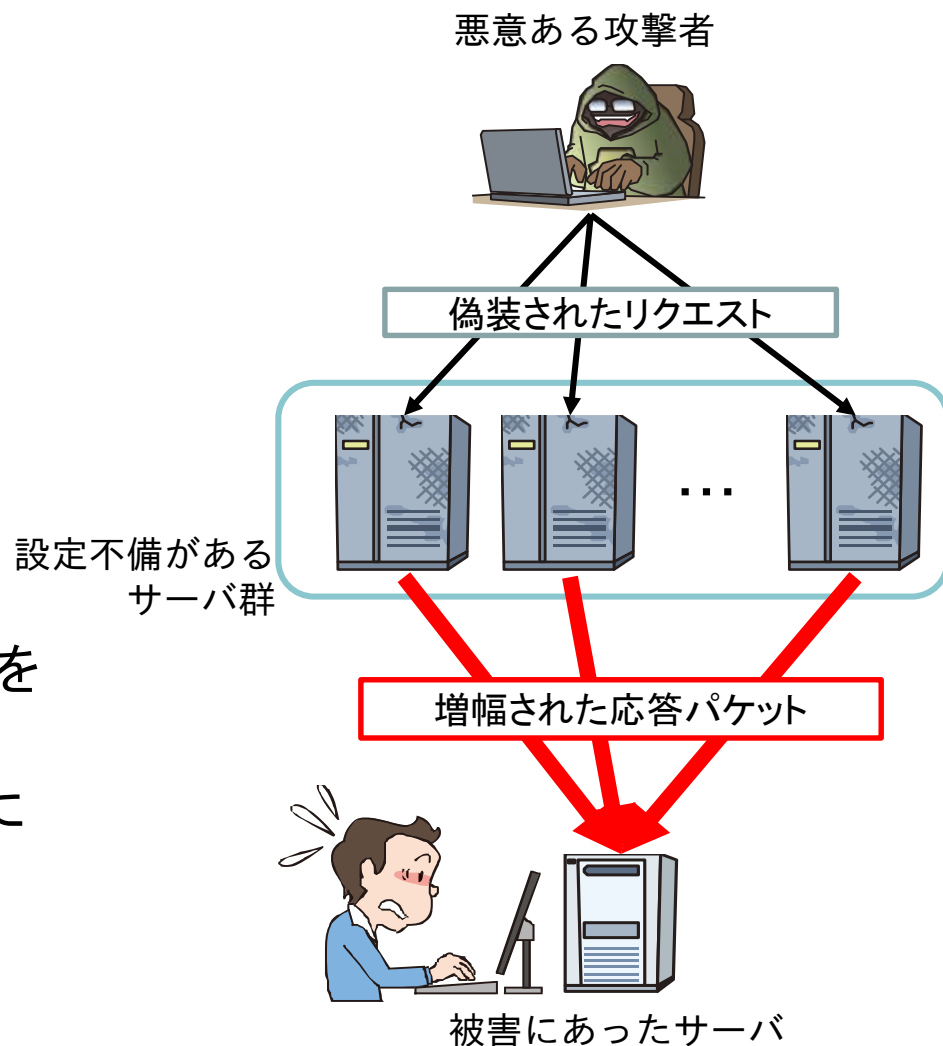 悪意ある攻撃者
偽装されたリクエスト
…
設定不備がある
サーバ群
を
増幅された応答パケット
に
被害にあったサーバ